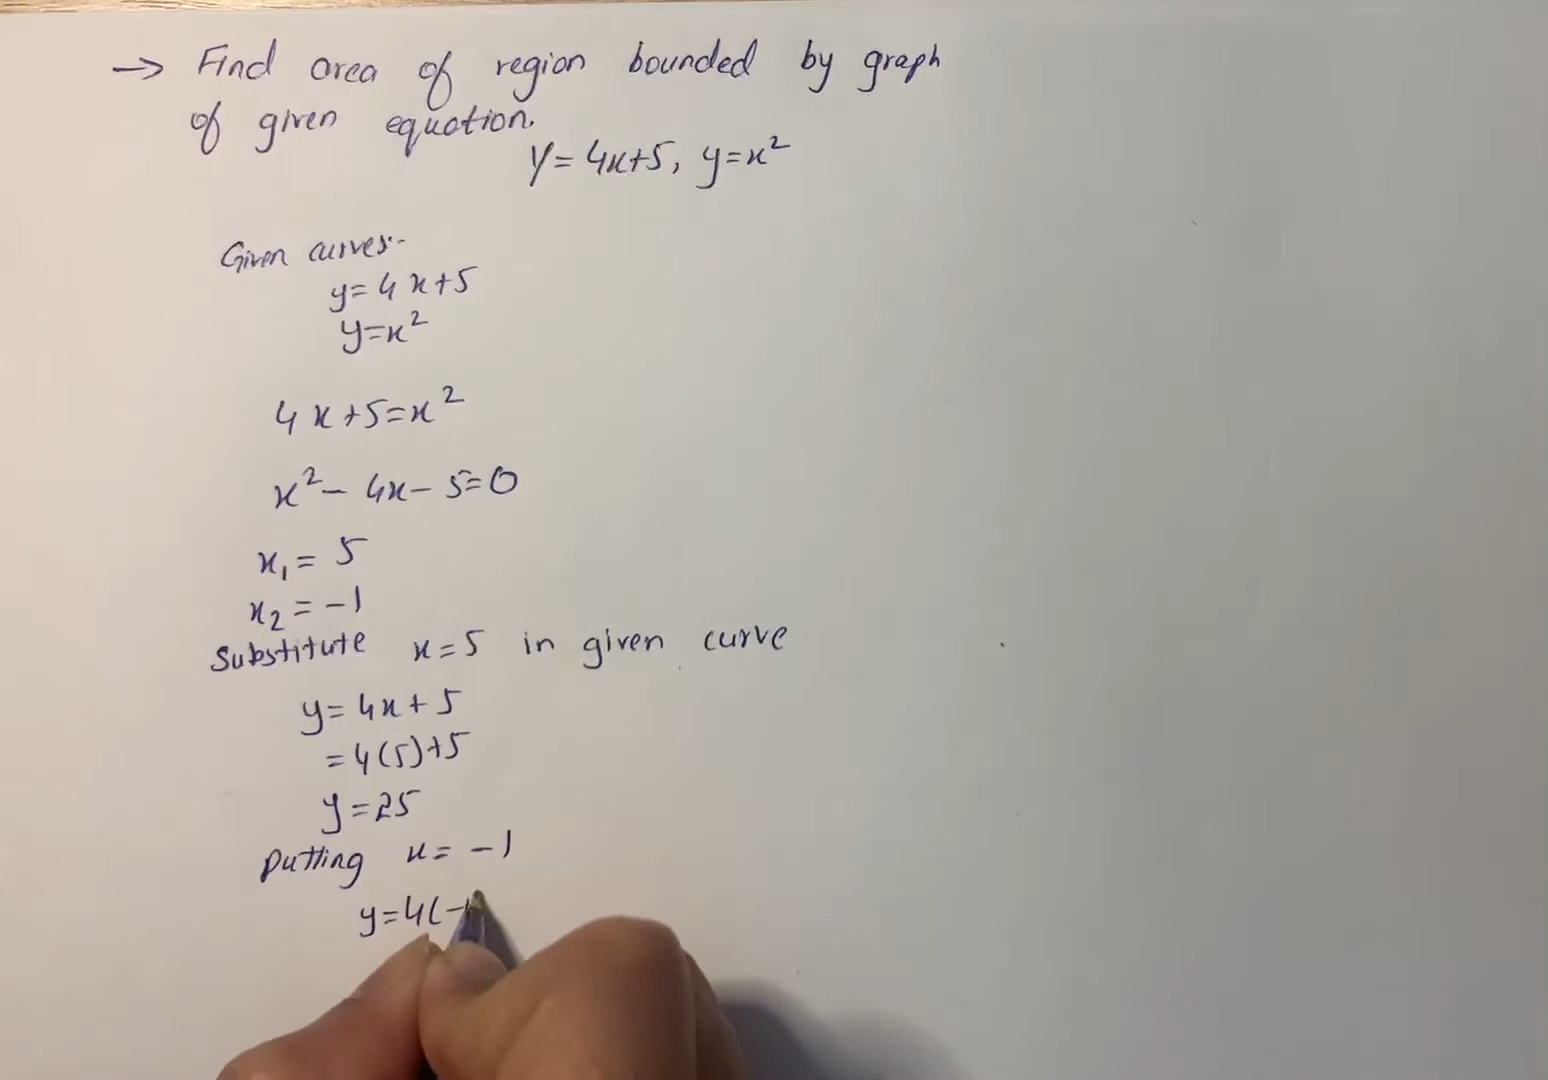 → Find area of region bounded by graph
of given equation.
Y = 4x+5, y=x²
Given curves:-
y= 4x+5
y=x²
4x+5=x²
x²- 4x- 5=0
x₁= 5
x₂ = -1
Substitute x=5 in given curve
y= 4x+5
=4(5)+5
y=25
Putting x= -1
y=4(-1